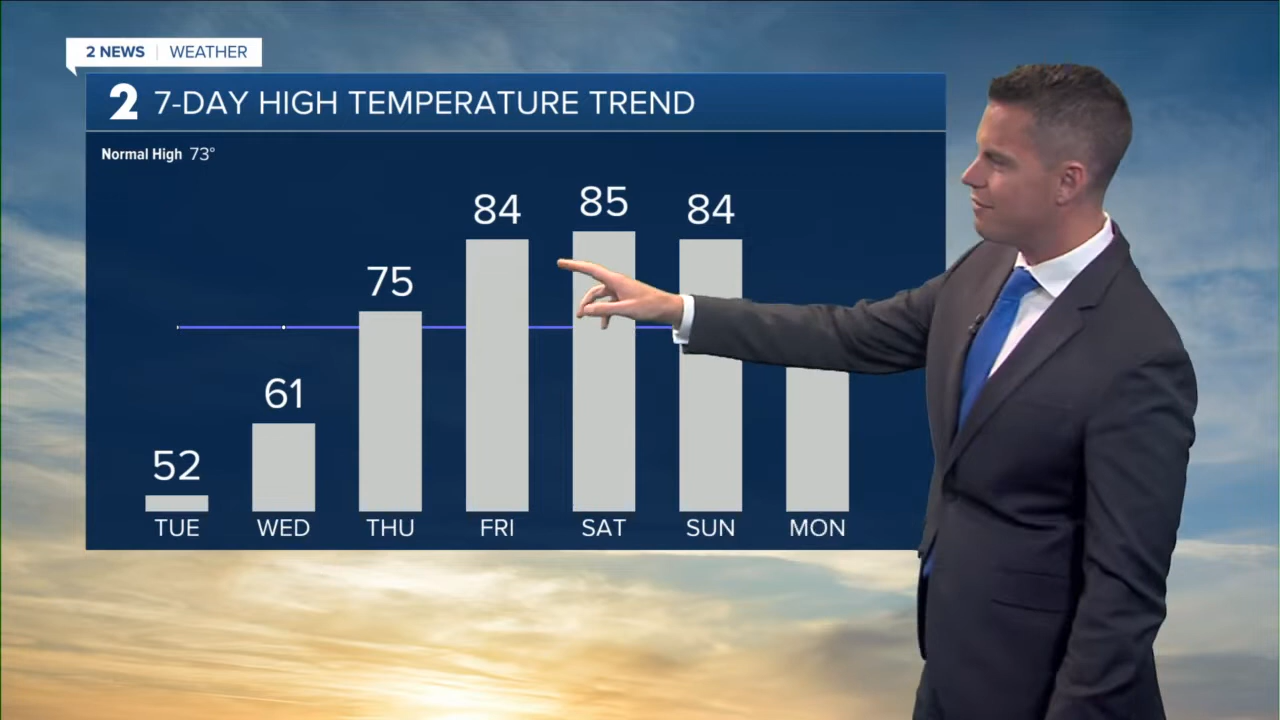 2 NEWS | WEATHER
2 7-DAY HIGH TEMPERATURE TREND
Normal High 73°
84 85 84
75
61
52
TUE WED THU FRI SAT SUN MON